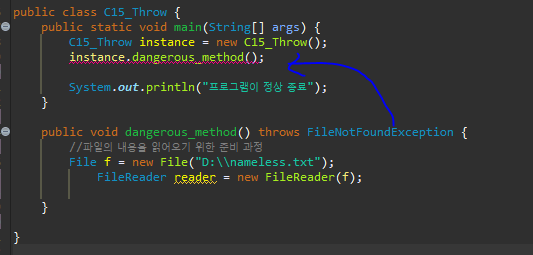 public class C15_Throw {
public static void main(String[] args) {
C15_Throw instance = new C15_Throw();
instance.dangerous_method();
System.out.println("프로그램이 정상 종료");
}
public void dangerous_method() throws FileNotFoundException {
//파일의 내용을 읽어오기 위한 준비 과정
File f = new File("D:\\nameless.txt");
FileReader reader = new FileReader(f);
}
}